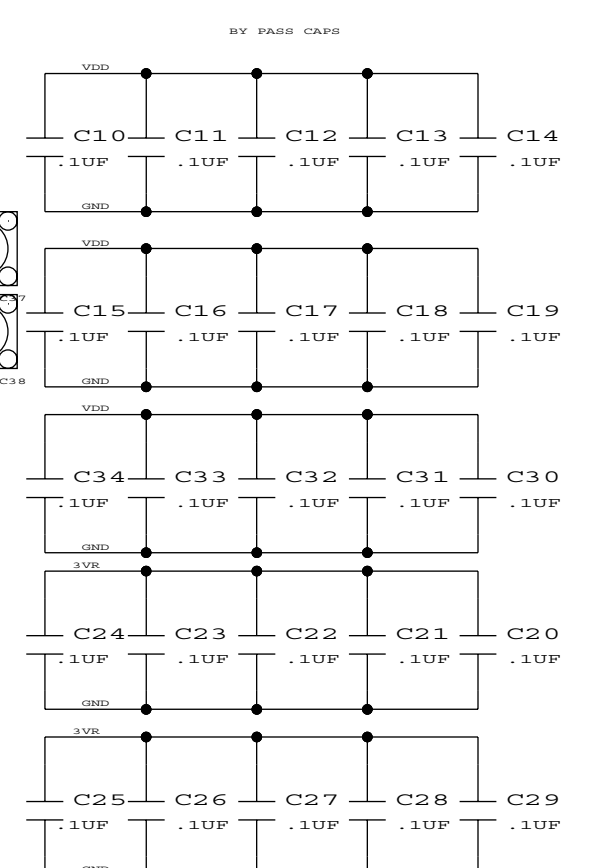 BY PASS CAPS
VDD
C10 C11 C12 C13 C14
.1UF .1UF .1UF .1UF .1UF
GND
VDD
C37
C15 C16 C17 C18 C19
.1UF .1UF .1UF .1UF .1UF
C38 GND
VDD
C34 C33 C32 C31 C30
.1UF .1UF .1UF .1UF .1UF
GND
3VR
C24 C23 C22 C21 C20
.1UF .1UF .1UF .1UF .1UF
GND
3VR
C25 C26 C27 C28 C29
.1UF .1UF .1UF .1UF .1UF